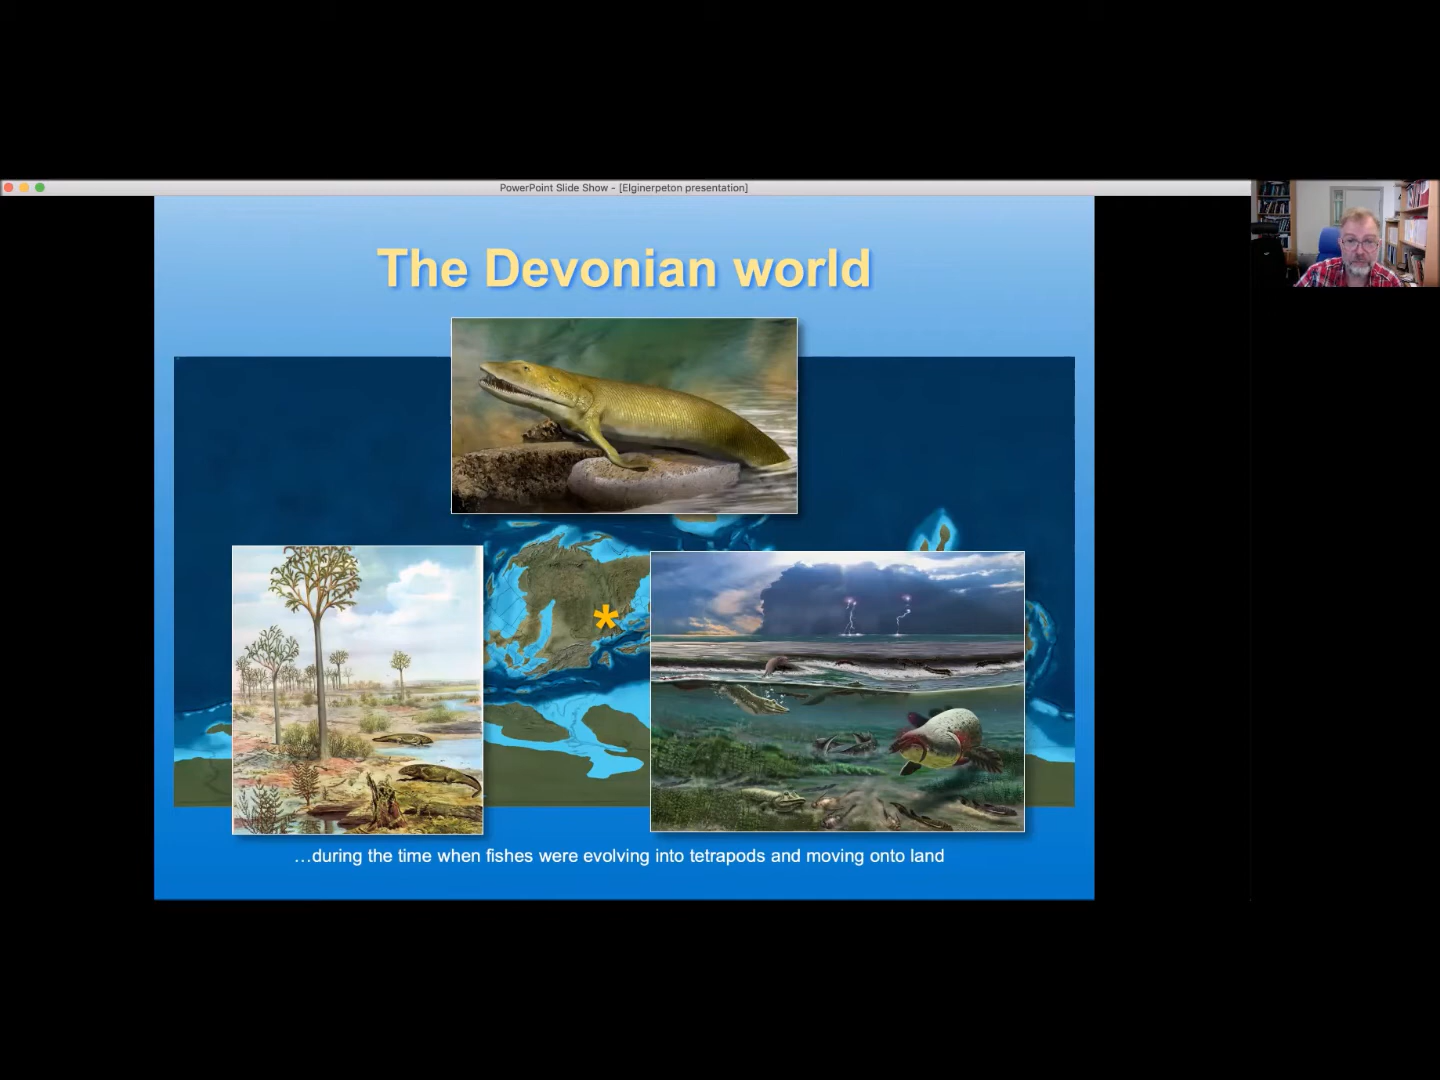 PowerPoint Slide Show - [Elginerpeton presentation]
The Devonian world
*
…during the time when fishes were evolving into tetrapods and moving onto land